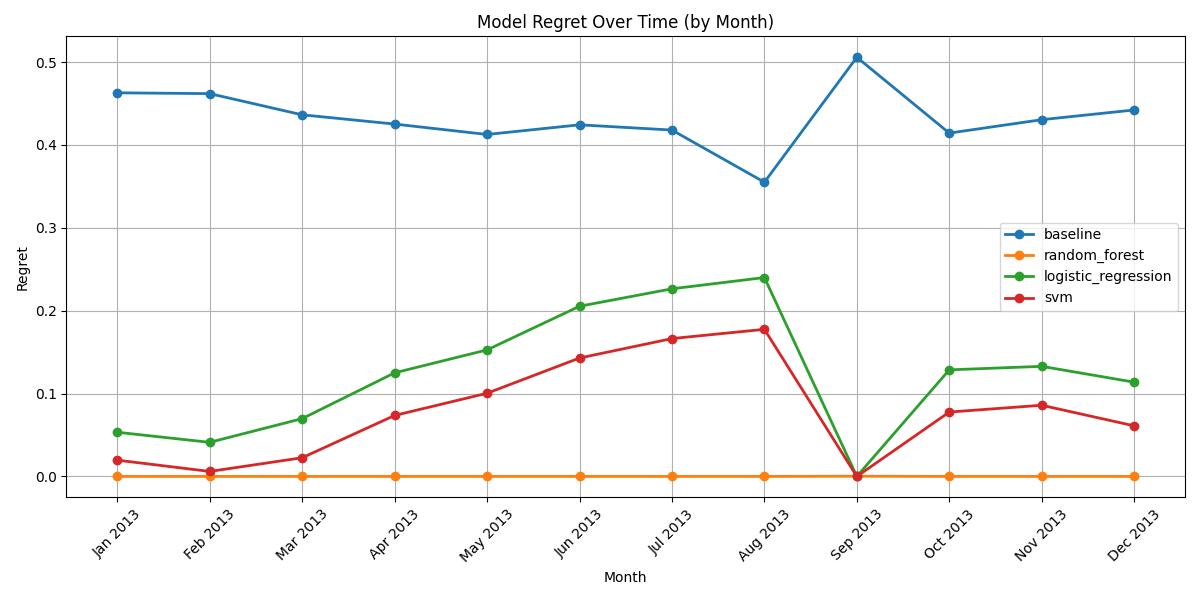 Model Regret Over Time (by Month)
0.5
0.4
0.3
0.2
0.1
0.0
Regret
baseline
random_forest
logistic_regression
svm
Jan 2013
Feb 2013
Mar 2013
Apr 2013
May 2013
Jun 2013
Jul 2013
Aug 2013
Sep 2013
Oct 2013
Nov 2013
Dec 2013
Month